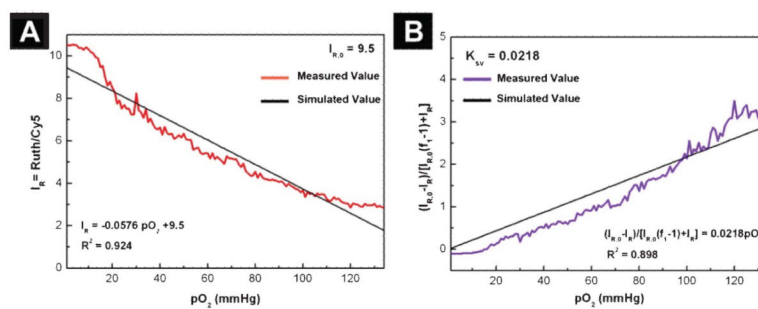 A
I_R,0 = 9.5
Measured Value
Simulated Value
I_R = -0.0576 pO_2 +9.5
R^2 = 0.924
I_R = Ruth/Cy5
10
8
6
4
2
0
20
40
60
80
100
120
pO_2 (mmHg)
B
K_sv = 0.0218
Measured Value
Simulated Value
(I_R,0-I_R)/[I_R,0(f_1-1)+I_R] = 0.0218pO
R^2 = 0.898
(I_R,0-I_R)/[I_R,0(f_1-1)+I_R]
5
4
3
2
1
0
20
40
60
80
100
120
pO_2 (mmHg)